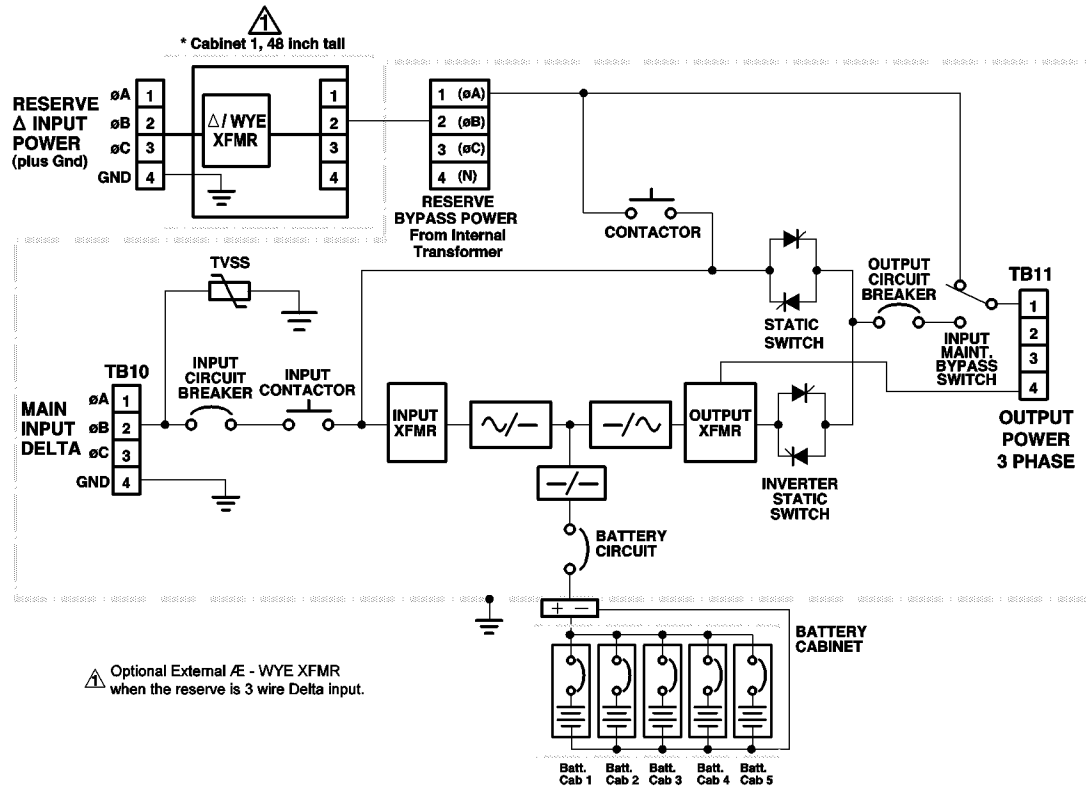 1
* Cabinet 1, 48 inch tall
RESERVE
Δ INPUT
POWER
(plus Gnd)
øA 1
øB 2
øC 3
GND 4
Δ/ WYE
XFMR
1
2
3
4
1 (øA)
2 (øB)
3 (øC)
4 (N)
RESERVE
BYPASS POWER
From Internal
Transformer
CONTACTOR
TVSS
STATIC
SWITCH
OUTPUT
CIRCUIT
BREAKER
INPUT
MAINT.
BYPASS
SWITCH
TB11
1
2
3
4
OUTPUT
POWER
3 PHASE
TB10
MAIN
INPUT
DELTA
øA 1
øB 2
øC 3
GND 4
INPUT
CIRCUIT
BREAKER
INPUT
CONTACTOR
INPUT
XFMR
OUTPUT
XFMR
INVERTER
STATIC
SWITCH
BATTERY
CIRCUIT
+ −
BATTERY
CABINET
1 Optional External Æ - WYE XFMR
when the reserve is 3 wire Delta input.
Batt.
Cab 1
Batt.
Cab 2
Batt.
Cab 3
Batt.
Cab 4
Batt.
Cab 5